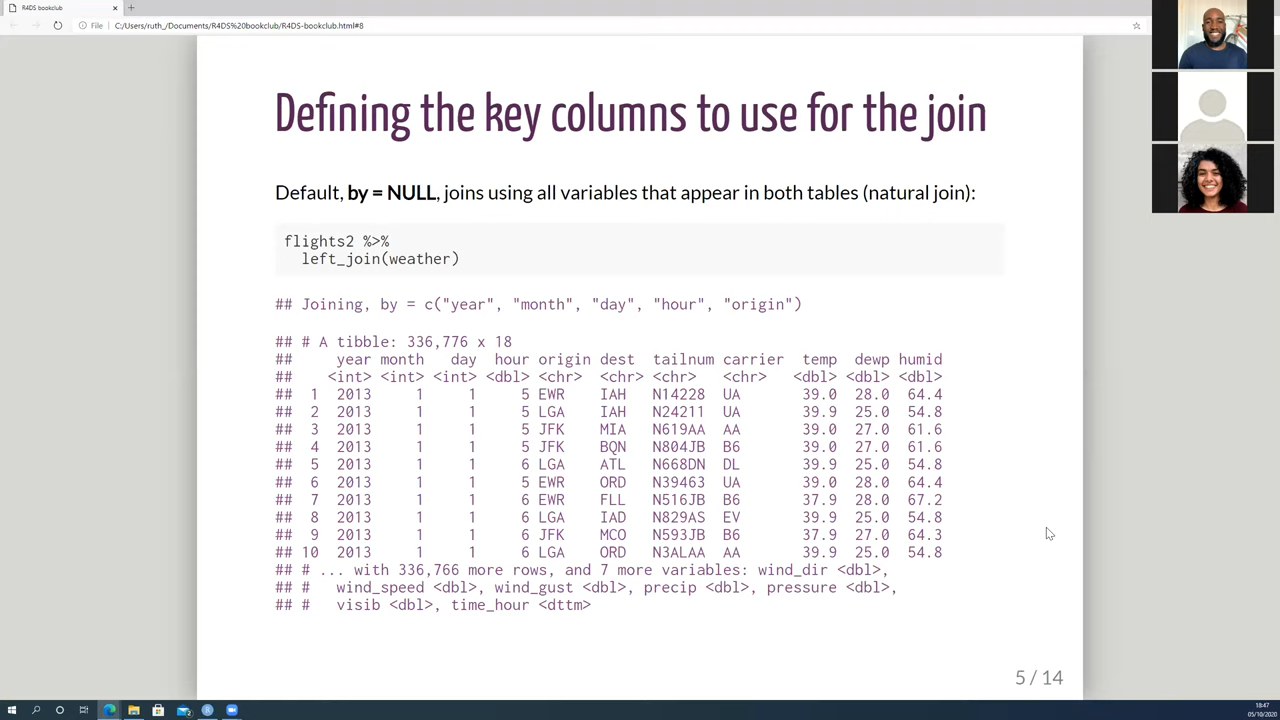 R4DS bookclub
File
C:/Users/ruth_/Documents/R4DS%20bookclub/R4DS-bookclub.html#8
Defining the key columns to use for the join
Default, by = NULL, joins using all variables that appear in both tables (natural join):
flights2 %>%
  left_join(weather)
## Joining, by = c("year", "month", "day", "hour", "origin")
## # A tibble: 336,776 x 18
##     year month   day  hour origin dest  tailnum carrier  temp  dewp humid
##    <int> <int> <int> <dbl> <chr>  <chr> <chr>   <chr>   <dbl> <dbl> <dbl>
##  1  2013     1     1     5 EWR    IAH   N14228  UA       39.0  28.0  64.4
##  2  2013     1     1     5 LGA    IAH   N24211  UA       39.9  25.0  54.8
##  3  2013     1     1     5 JFK    MIA   N619AA  AA       39.0  27.0  61.6
##  4  2013     1     1     5 JFK    BQN   N804JB  B6       39.0  27.0  61.6
##  5  2013     1     1     6 LGA    ATL   N668DN  DL       39.9  25.0  54.8
##  6  2013     1     1     5 EWR    ORD   N39463  UA       39.0  28.0  64.4
##  7  2013     1     1     6 EWR    FLL   N516JB  B6       37.9  28.0  67.2
##  8  2013     1     1     6 LGA    IAD   N829AS  EV       39.9  25.0  54.8
##  9  2013     1     1     6 JFK    MCO   N593JB  B6       37.9  27.0  64.3
## 10  2013     1     1     6 LGA    ORD   N3ALAA  AA       39.9  25.0  54.8
## # ... with 336,766 more rows, and 7 more variables: wind_dir <dbl>,
## #   wind_speed <dbl>, wind_gust <dbl>, precip <dbl>, pressure <dbl>,
## #   visib <dbl>, time_hour <dttm>
5 / 14
18:47
05/10/2020